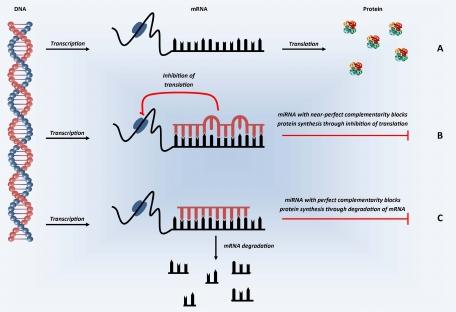 DNA
mRNA
Protein
Transcription
Translation
A
Inhibition of
translation
Transcription
miRNA with near-perfect complementarity blocks
protein synthesis through inhibition of translation
B
Transcription
miRNA with perfect complementarity blocks
protein synthesis through degradation of mRNA
C
mRNA degradation